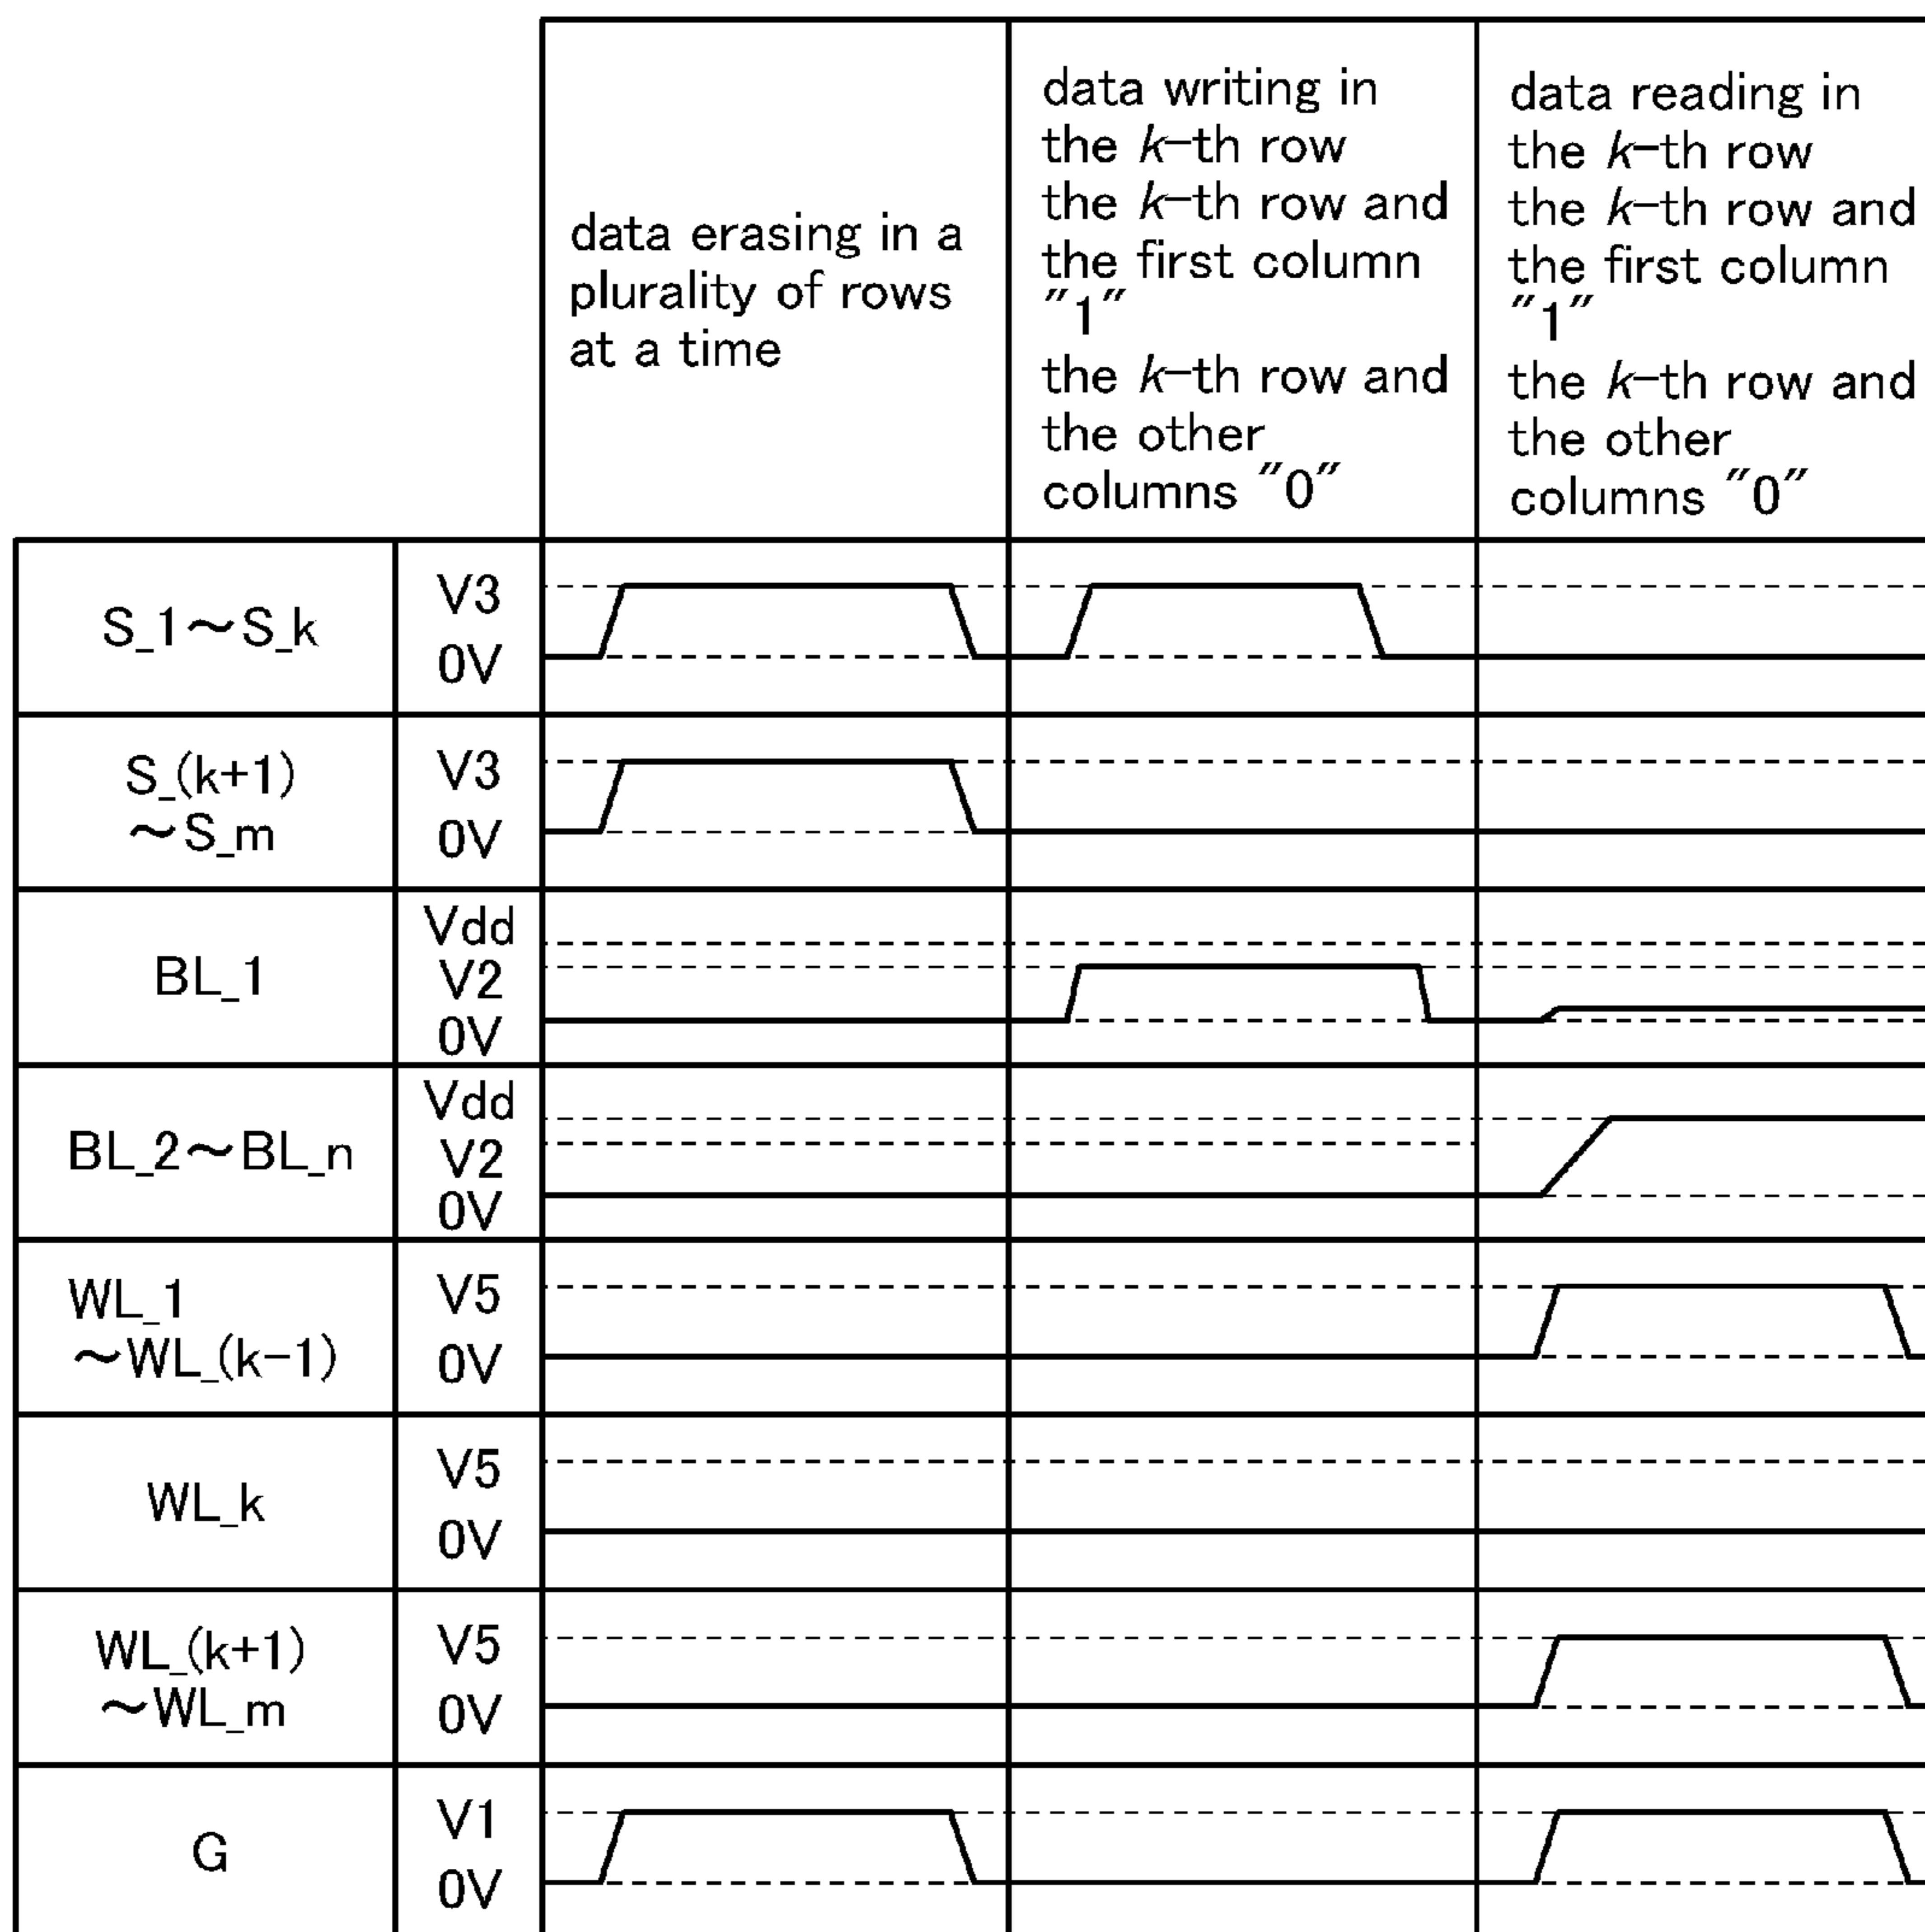 data erasing in a
plurality of rows
at a time
data writing in
the k-th row
the k-th row and
the first column
"1"
the k-th row and
the other
columns "0"
data reading in
the k-th row
the k-th row and
the first column
"1"
the k-th row and
the other
columns "0"
S_1～S_k
V3
0V
S_(k+1)
～S_m
V3
0V
BL_1
Vdd
V2
0V
BL_2～BL_n
Vdd
V2
0V
WL_1
～WL_(k-1)
V5
0V
WL_k
V5
0V
WL_(k+1)
～WL_m
V5
0V
G
V1
0V